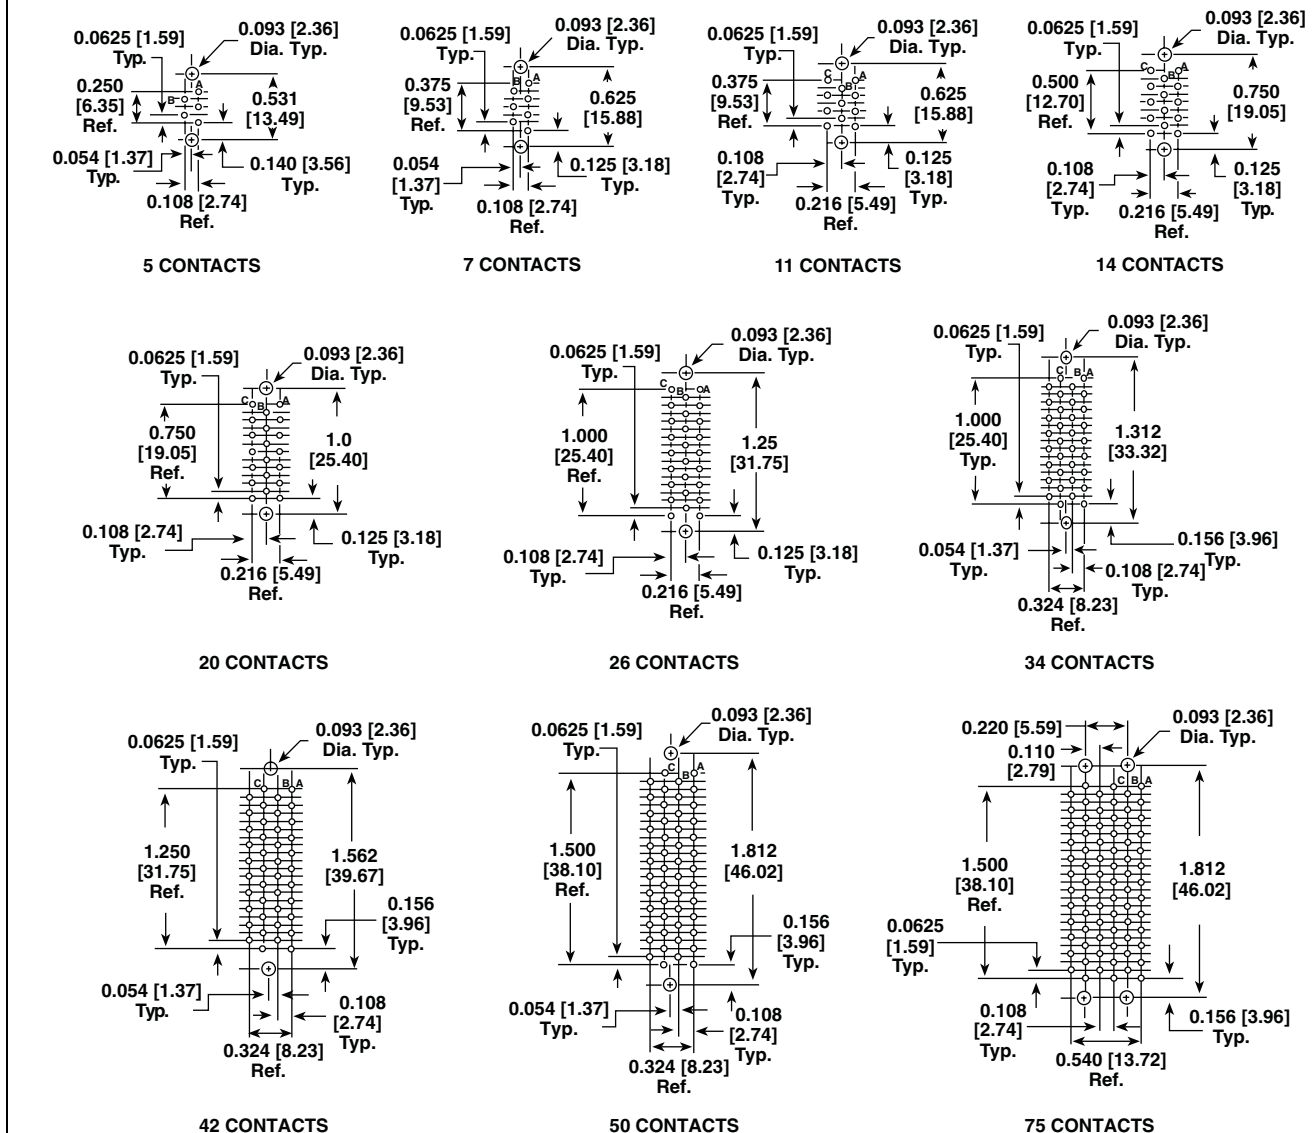 0.0625 [1.59]
Typ.
0.093 [2.36]
Dia. Typ.
A
B
0.250
[6.35]
Ref.
0.531
[13.49]
0.054 [1.37]
Typ.
0.140 [3.56]
Typ.
0.108 [2.74]
Ref.
5 CONTACTS
0.0625 [1.59]
Typ.
0.093 [2.36]
Dia. Typ.
B
A
0.375
[9.53]
Ref.
0.625
[15.88]
0.054
[1.37]
Typ.
0.125 [3.18]
Typ.
0.108 [2.74]
Ref.
7 CONTACTS
0.0625 [1.59]
Typ.
0.093 [2.36]
Dia. Typ.
C
A
B
0.375
[9.53]
Ref.
0.625
[15.88]
0.108
[2.74]
Typ.
0.125
[3.18]
Typ.
0.216 [5.49]
Ref.
11 CONTACTS
0.0625 [1.59]
Typ.
0.093 [2.36]
Dia. Typ.
C
A
B
0.500
[12.70]
Ref.
0.750
[19.05]
0.108
[2.74]
Typ.
0.125
[3.18]
Typ.
0.216 [5.49]
Ref.
14 CONTACTS
0.0625 [1.59]
Typ.
0.093 [2.36]
Dia. Typ.
C
B
A
0.750
[19.05]
Ref.
1.0
[25.40]
0.108 [2.74]
Typ.
0.125 [3.18]
Typ.
0.216 [5.49]
Ref.
20 CONTACTS
0.0625 [1.59]
Typ.
0.093 [2.36]
Dia. Typ.
C
B
A
1.000
[25.40]
Ref.
1.25
[31.75]
0.108 [2.74]
Typ.
0.125 [3.18]
Typ.
0.216 [5.49]
Ref.
26 CONTACTS
0.0625 [1.59]
Typ.
0.093 [2.36]
Dia. Typ.
C
B
A
1.000
[25.40]
Typ.
1.312
[33.32]
0.054 [1.37]
Typ.
0.156 [3.96]
Typ.
0.108 [2.74]
Typ.
0.324 [8.23]
Ref.
34 CONTACTS
0.0625 [1.59]
Typ.
0.093 [2.36]
Dia. Typ.
C
B
A
1.250
[31.75]
Ref.
1.562
[39.67]
0.156
[3.96]
Typ.
0.054 [1.37]
Typ.
0.108
[2.74]
Typ.
0.324 [8.23]
Ref.
42 CONTACTS
0.0625 [1.59]
Typ.
0.093 [2.36]
Dia. Typ.
C
B
A
1.500
[38.10]
Ref.
1.812
[46.02]
0.156
[3.96]
Typ.
0.054 [1.37]
Typ.
0.108
[2.74]
Typ.
0.324 [8.23]
Ref.
50 CONTACTS
0.220 [5.59]
0.110
[2.79]
0.093 [2.36]
Dia. Typ.
C
B
A
1.500
[38.10]
Ref.
1.812
[46.02]
0.0625
[1.59]
Typ.
0.108
[2.74]
Typ.
0.156 [3.96]
Typ.
0.540 [13.72]
Ref.
75 CONTACTS